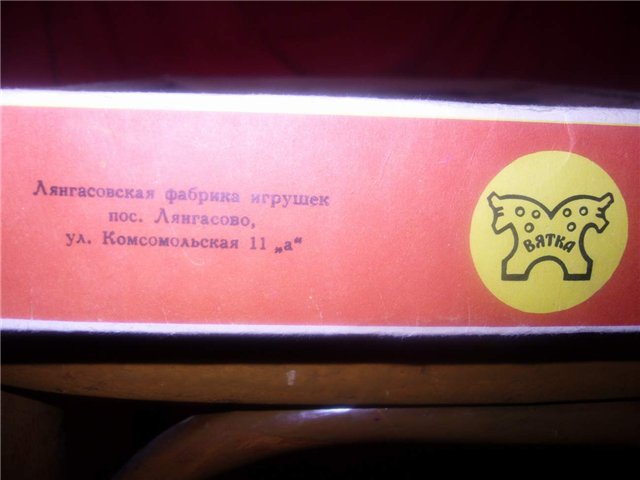 Лянгасовская фабрика игрушек
пос. Лянгасово,
ул. Комсомольская 11 „а“
ВЯТКА